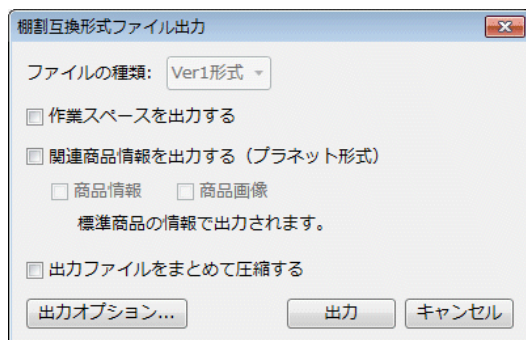 棚割互換形式ファイル出力
ファイルの種類: Ver1形式
作業スペースを出力する
関連商品情報を出力する（プラネット形式）
商品情報 商品画像
標準商品の情報で出力されます。
出力ファイルをまとめて圧縮する
出力オプション... 出力 キャンセル